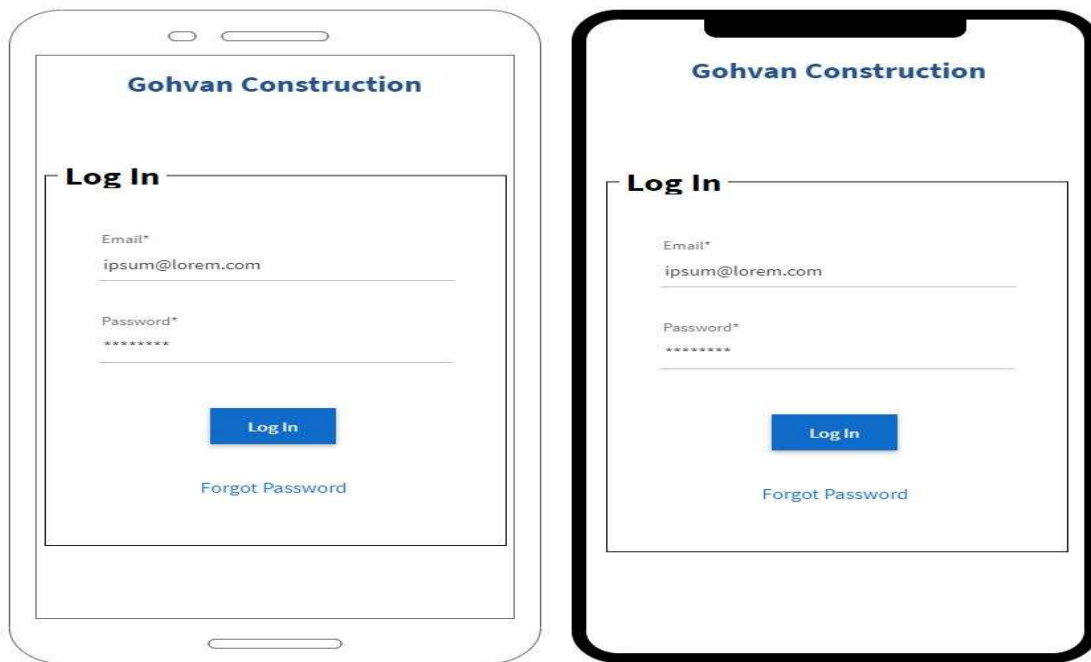 Gohvan Construction
Log In
Email*
ipsum@lorem.com
Password*
********
Log In
Forgot Password
Gohvan Construction
Log In
Email*
ipsum@lorem.com
Password*
********
Log In
Forgot Password